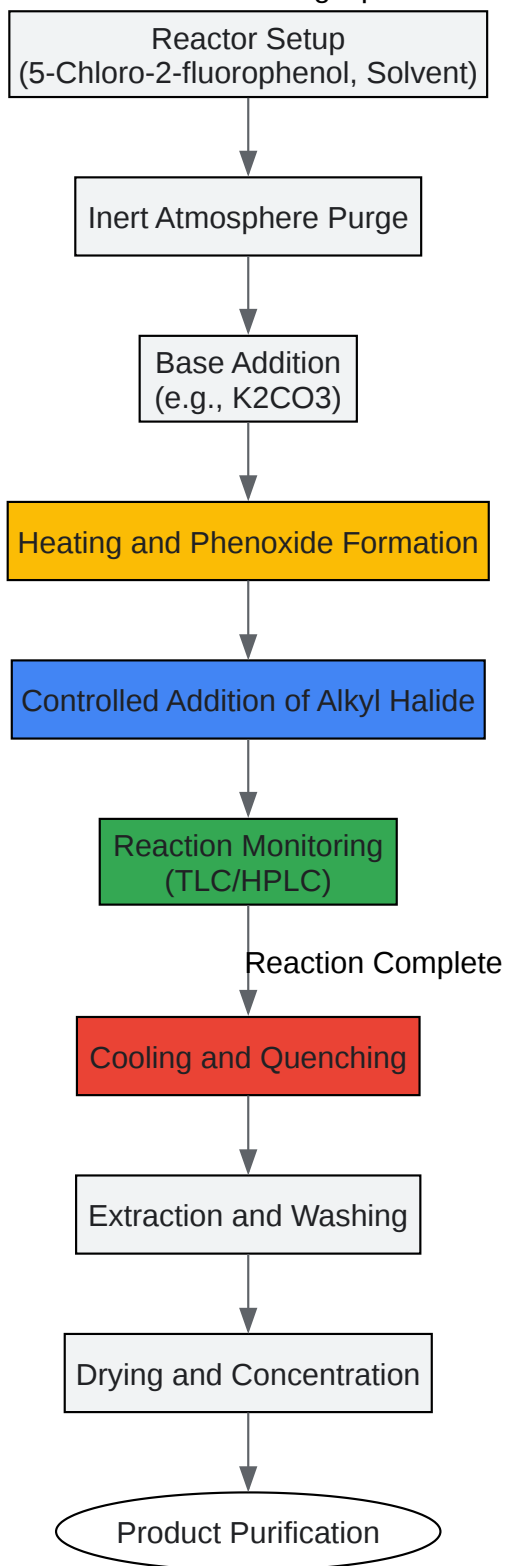 Reactor Setup
(5-Chloro-2-fluorophenol, Solvent)
Inert Atmosphere Purge
Base Addition
(e.g., K2CO3)
Heating and Phenoxide Formation
Controlled Addition of Alkyl Halide
Reaction Monitoring
(TLC/HPLC)
Reaction Complete
Cooling and Quenching
Extraction and Washing
Drying and Concentration
Product Purification